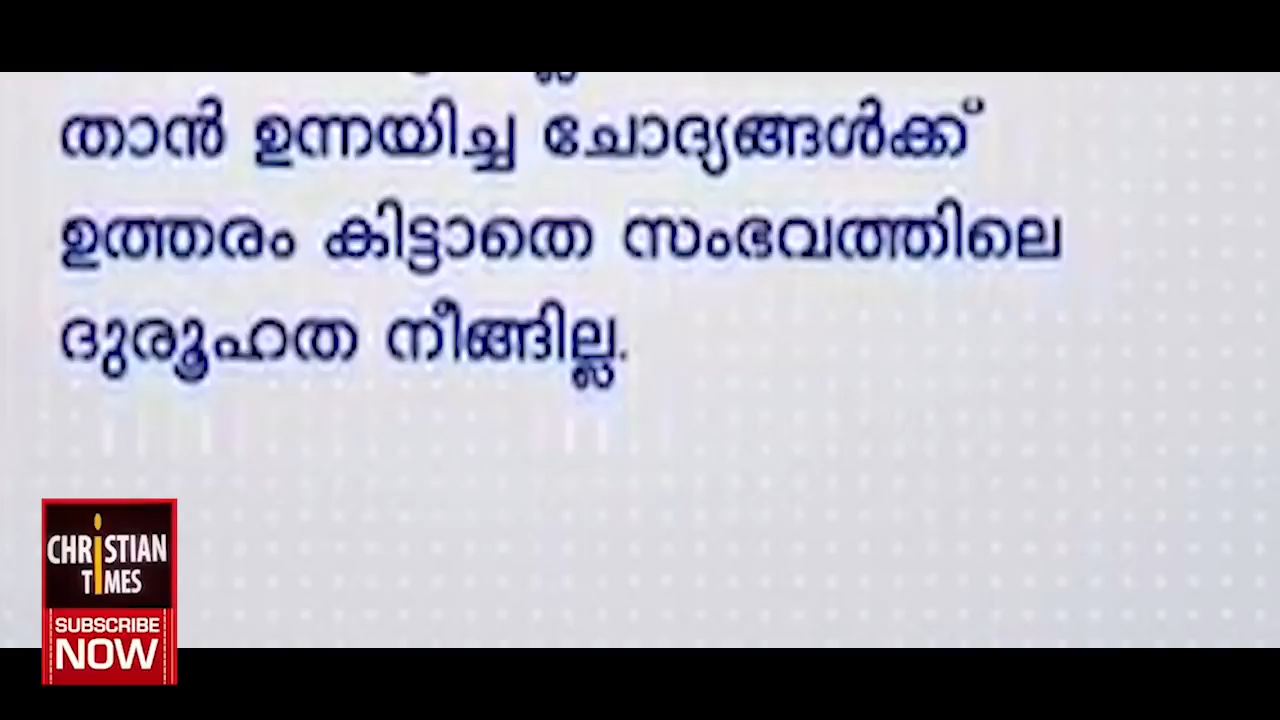 താൻ ഉന്നയിച്ച ചോദ്യങ്ങൾക്ക്
ഉത്തരം കിട്ടാതെ സംഭവത്തിലെ
ദുരൂഹത നീങ്ങില്ല.
CHRiSTIAN
TiMES
SUBSCRIBE
NOW